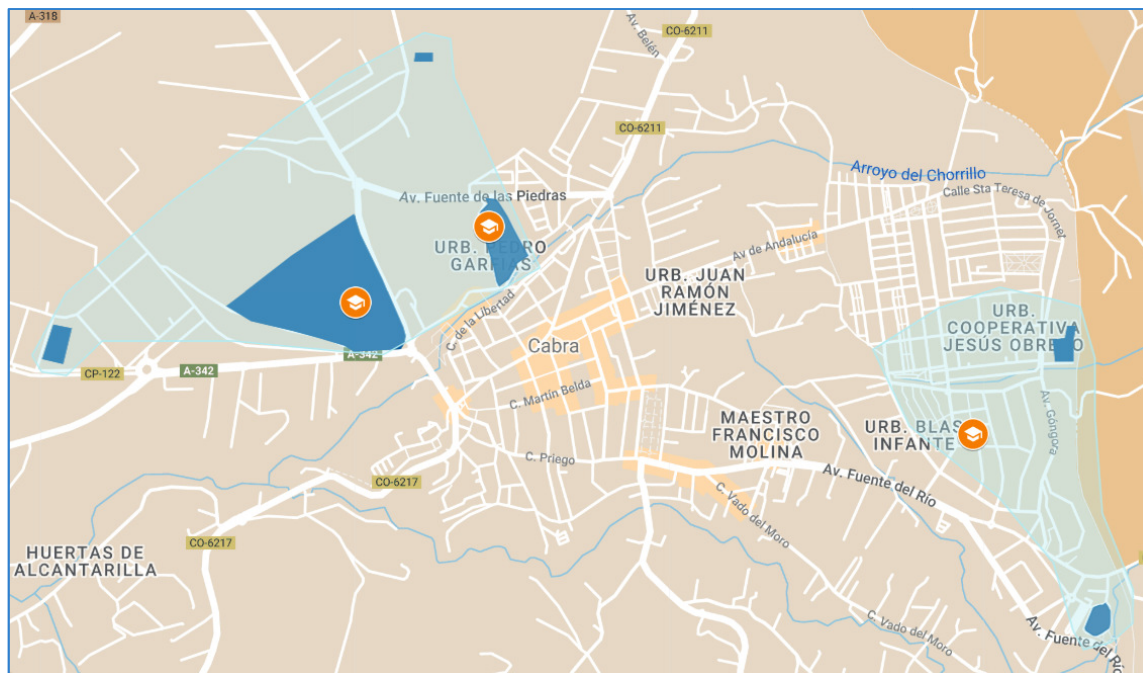 A-318
CO-6211
Av. Belén
CO-6211
Arroyo del Chorrillo
Calle Sta Teresa de Jornet
Av. Fuente de las Piedras
URB. PEDRO
GARFIAS
Av de Andalucía
URB. JUAN
RAMÓN
JIMÉNEZ
C. de la Libertad
URB.
COOPERATIVA
JESÚS OBRERO
Cabra
A-342
A-342
CP-122
C. Martín Belda
Av. Góngora
MAESTRO
FRANCISCO
MOLINA
URB. BLAS
INFANTE
C. Priego
Av. Fuente del Río
CO-6217
C. Vado del Moro
CO-6217
HUERTAS DE
ALCANTARILLA
C. Vado del Moro
Av. Fuente del Río